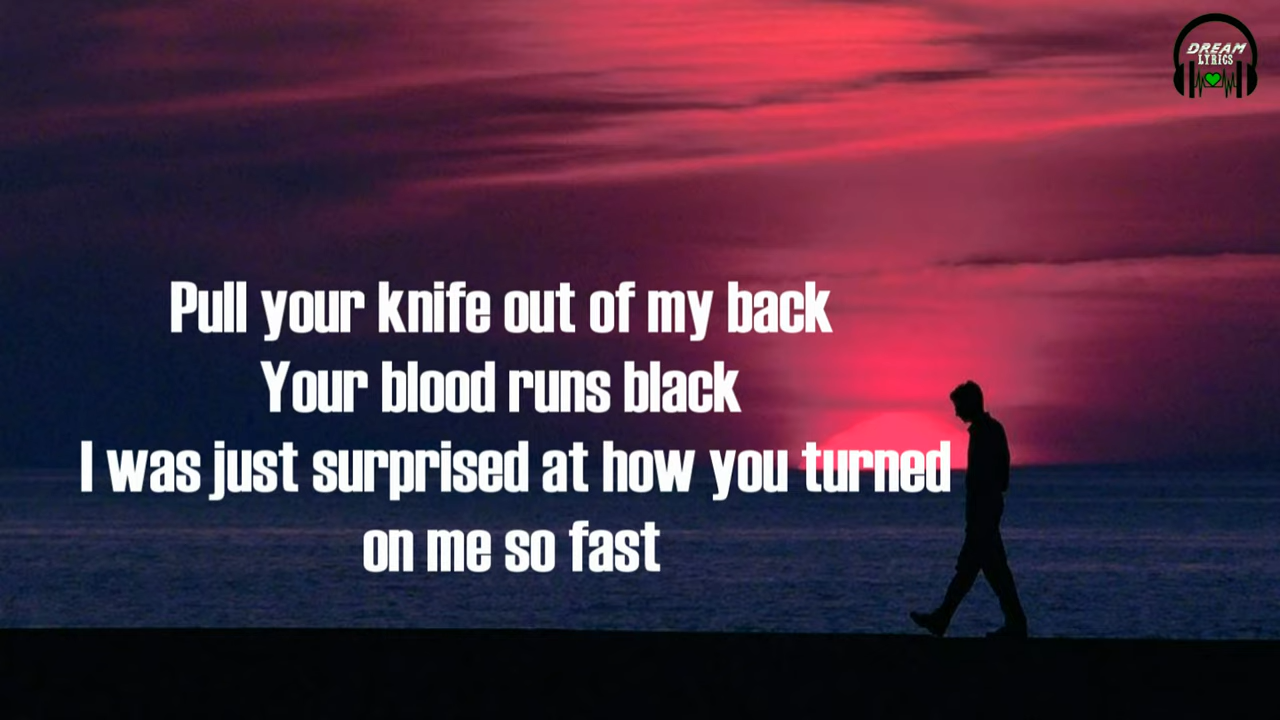 DREAM
LYRICS
Pull your knife out of my back
Your blood runs black
I was just surprised at how you turned
on me so fast